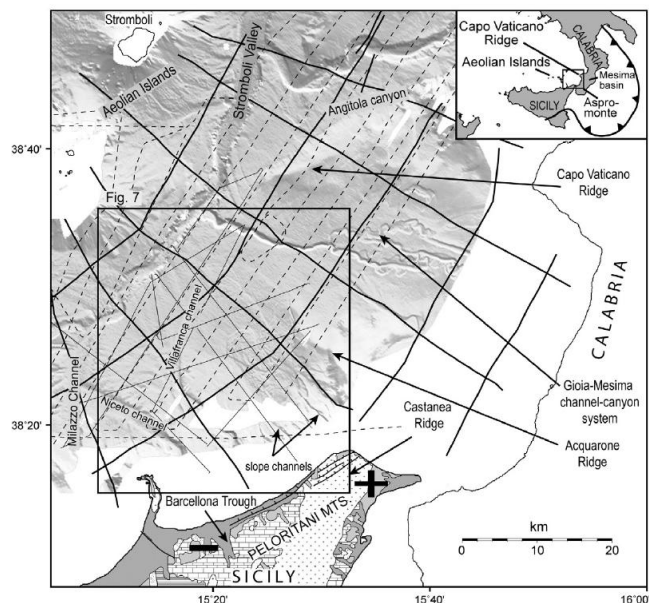 Stromboli
Aeolian Islands
Stromboli Valley
Angitola canyon
Capo Vaticano
Ridge
Aeolian Islands
CALABRIA
Mesima
basin
SICILY
Aspro-
monte
38°40'
Fig. 7
Capo Vaticano
Ridge
CALABRIA
Villafranca channel
Milazzo Channel
Niceto channel
38°20'
slope channels
Castanea
Ridge
Gioia-Mesima
channel-canyon
system
Acquarone
Ridge
Barcellona Trough
+
PELORITANI MTS.
–
SICILY
km
0 10 20
15°20'
15°40'
16°00'